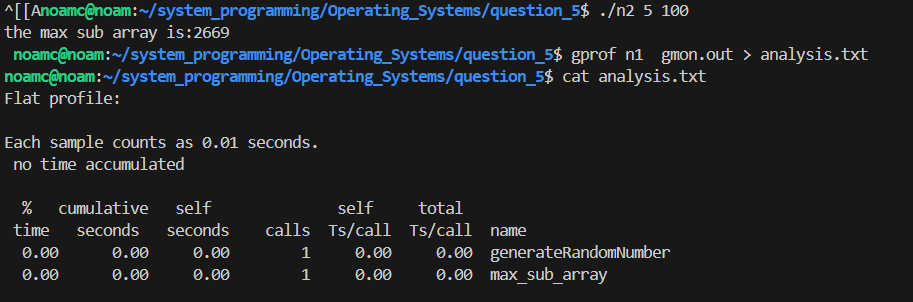 ^[[Anoamc@noam:~/system_programming/Operating_Systems/question_5$ ./n2 5 100
the max sub array is:2669
noamc@noam:~/system_programming/Operating_Systems/question_5$ gprof n1  gmon.out > analysis.txt
noamc@noam:~/system_programming/Operating_Systems/question_5$ cat analysis.txt
Flat profile:

Each sample counts as 0.01 seconds.
 no time accumulated

  %   cumulative   self              self     total
 time   seconds   seconds    calls  Ts/call  Ts/call  name
  0.00      0.00     0.00        1     0.00     0.00  generateRandomNumber
  0.00      0.00     0.00        1     0.00     0.00  max_sub_array